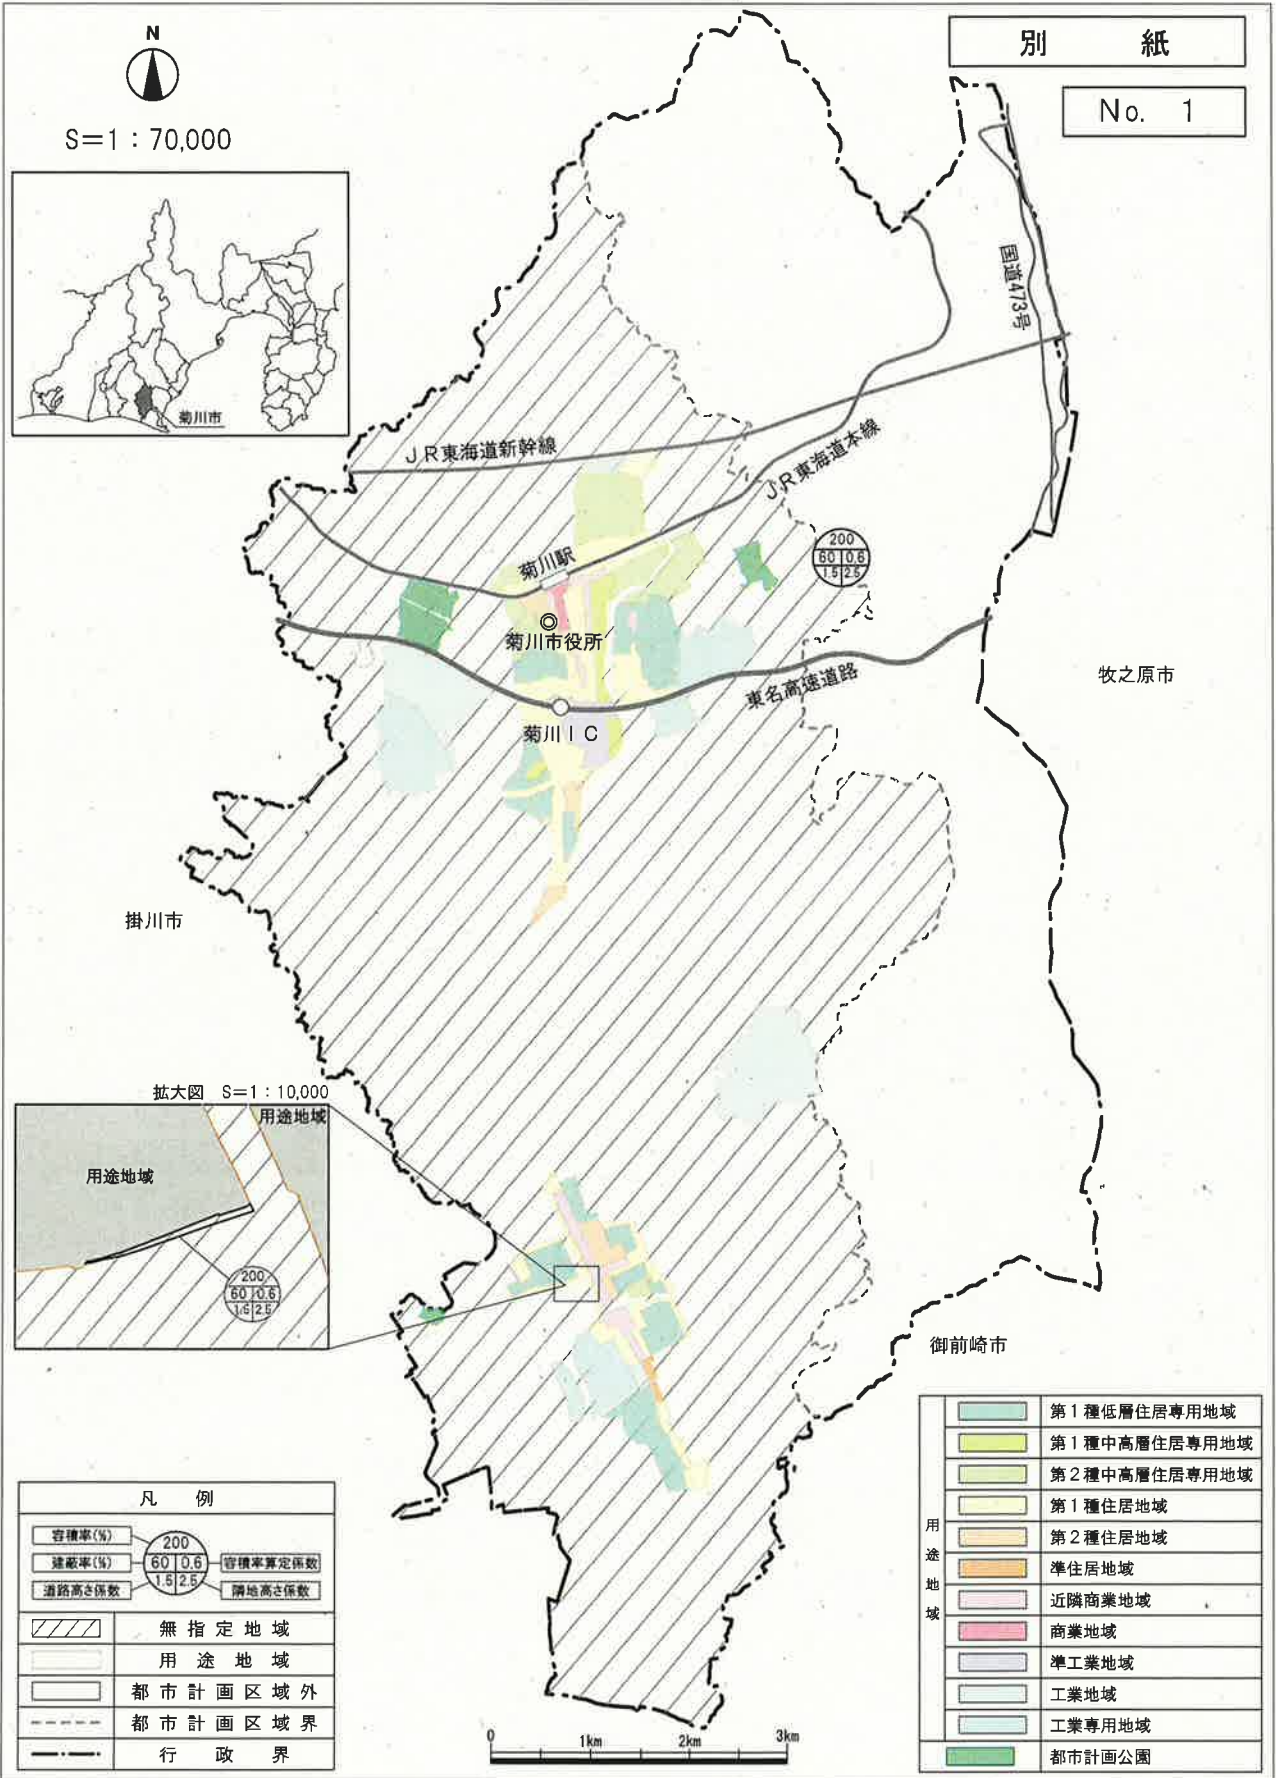 別　紙
No. 1
N
S=1：70,000
菊川市
国道473号
JR東海道新幹線
JR東海道本線
菊川駅
200
60 0.6
1.5 2.5
菊川市役所
東名高速道路
菊川IC
牧之原市
掛川市
拡大図 S=1：10,000
用途地域
用途地域
200
60 0.6
1.5 2.5
御前崎市
凡　例
容積率(%)
建蔽率(%)
道路高さ係数
200
60 0.6
1.5 2.5
容積率算定係数
隣地高さ係数
無指定地域
用途地域
都市計画区域外
都市計画区域界
行政界
0 1km 2km 3km
用途地域
第1種低層住居専用地域
第1種中高層住居専用地域
第2種中高層住居専用地域
第1種住居地域
第2種住居地域
準住居地域
近隣商業地域
商業地域
準工業地域
工業地域
工業専用地域
都市計画公園